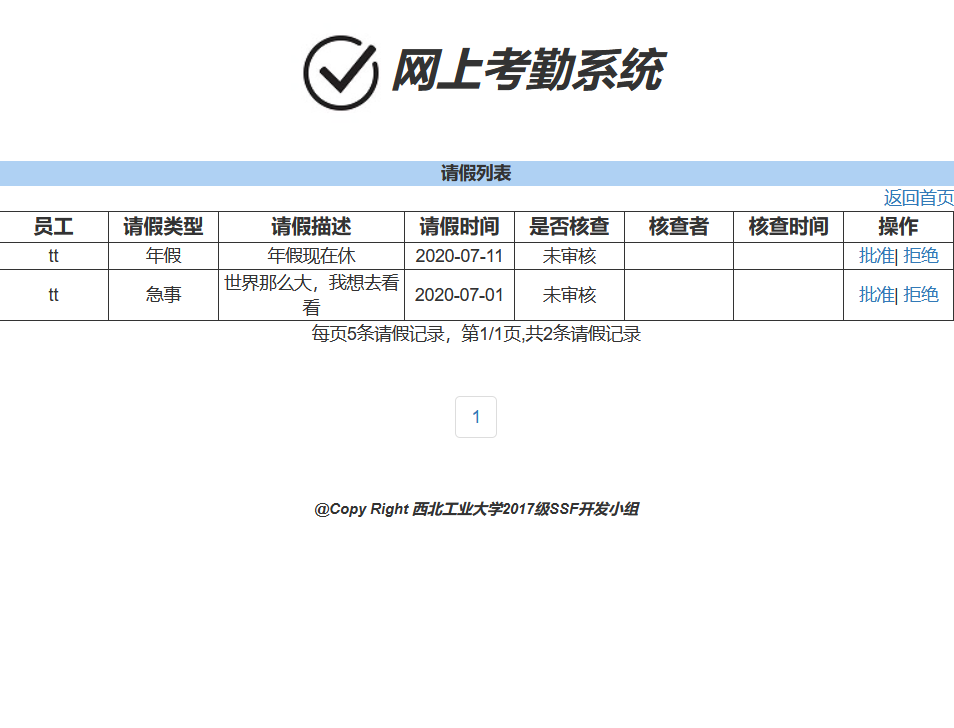 网上考勤系统
请假列表
返回首页
员工 请假类型 请假描述 请假时间 是否核查 核查者 核查时间 操作
tt 年假 年假现在休 2020-07-11 未审核 批准| 拒绝
tt 急事 世界那么大，我想去看 2020-07-01 未审核 批准| 拒绝
看
每页5条请假记录，第1/1页,共2条请假记录
1
@Copy Right 西北工业大学2017级SSF开发小组